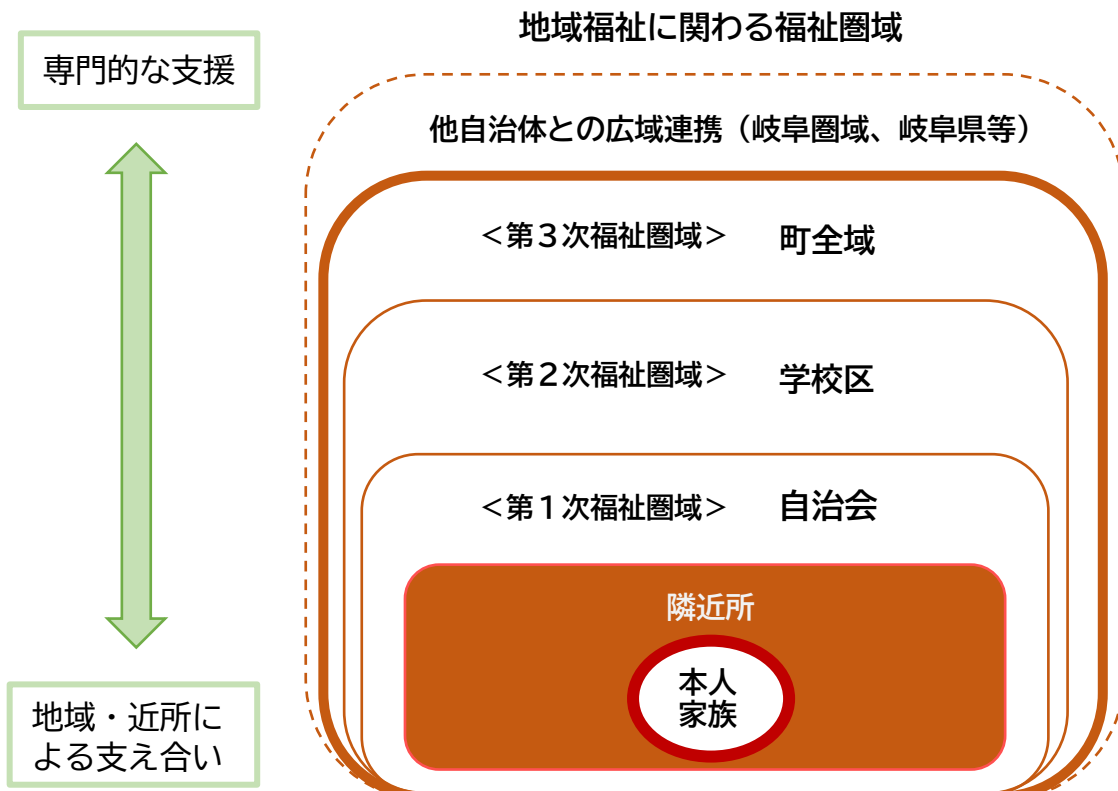 地域福祉に関わる福祉圏域
専門的な支援
他自治体との広域連携（岐阜圏域、岐阜県等）
＜第３次福祉圏域＞　町全域
＜第２次福祉圏域＞　学校区
＜第１次福祉圏域＞　自治会
隣近所
本人
家族
地域・近所に
よる支え合い